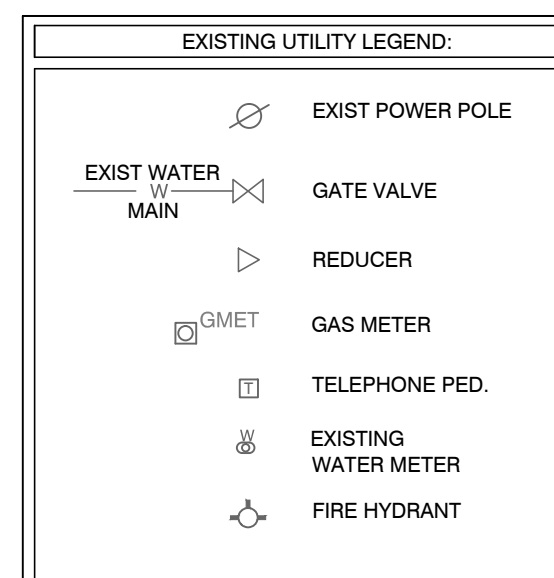 EXISTING UTILITY LEGEND:
EXIST POWER POLE
EXIST WATER
W
MAIN
GATE VALVE
REDUCER
GMET
GAS METER
T
TELEPHONE PED.
W
EXISTING
WATER METER
FIRE HYDRANT